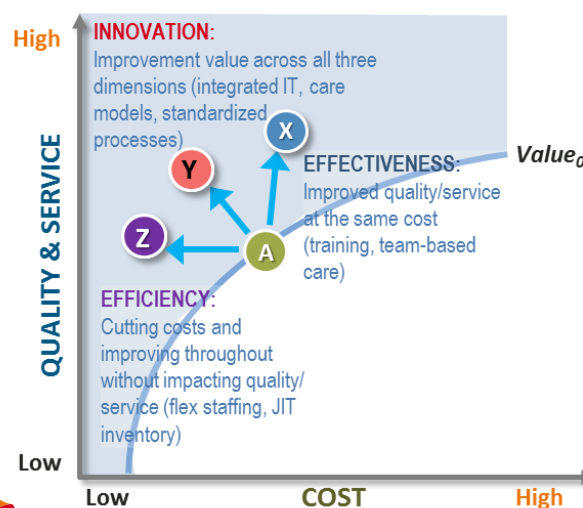 High
INNOVATION:
Improvement value across all three
dimensions (integrated IT, care
models, standardized
processes)
X
Value0
Y
EFFECTIVENESS:
Improved quality/service
at the same cost
(training, team-based
care)
Z
A
QUALITY & SERVICE
EFFICIENCY:
Cutting costs and
improving throughout
without impacting quality/
service (flex staffing, JIT
inventory)
Low
Low
COST
High